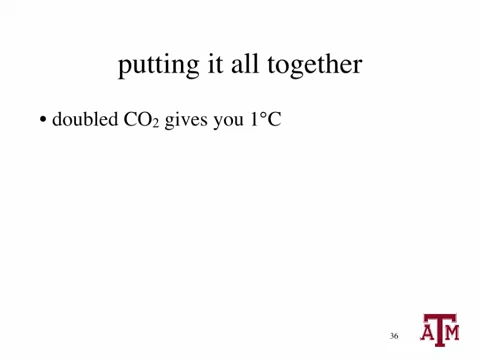 putting it all together
• doubled CO₂ gives you 1°C
36
ATM